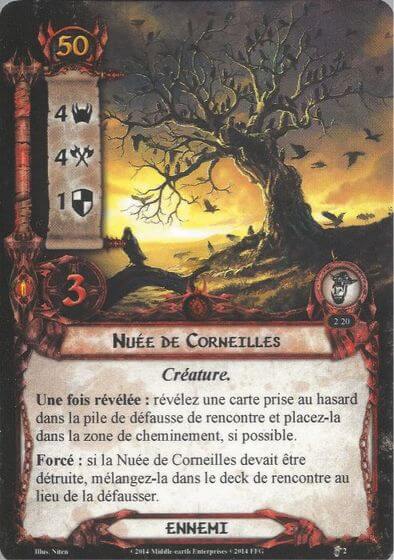 50
4
4
1
3
2 20
Nuée de Corneilles
Créature.
Une fois révélée : révélez une carte prise au hasard
dans la pile de défausse de rencontre et placez-la
dans la zone de cheminement, si possible.
Forcé : si la Nuée de Corneilles devait être
détruite, mélangez-la dans le deck de rencontre au
lieu de la défausser.
ENNEMI
Illus. Niten ©2014 Middle-earth Enterprises ©2014 FFG 2